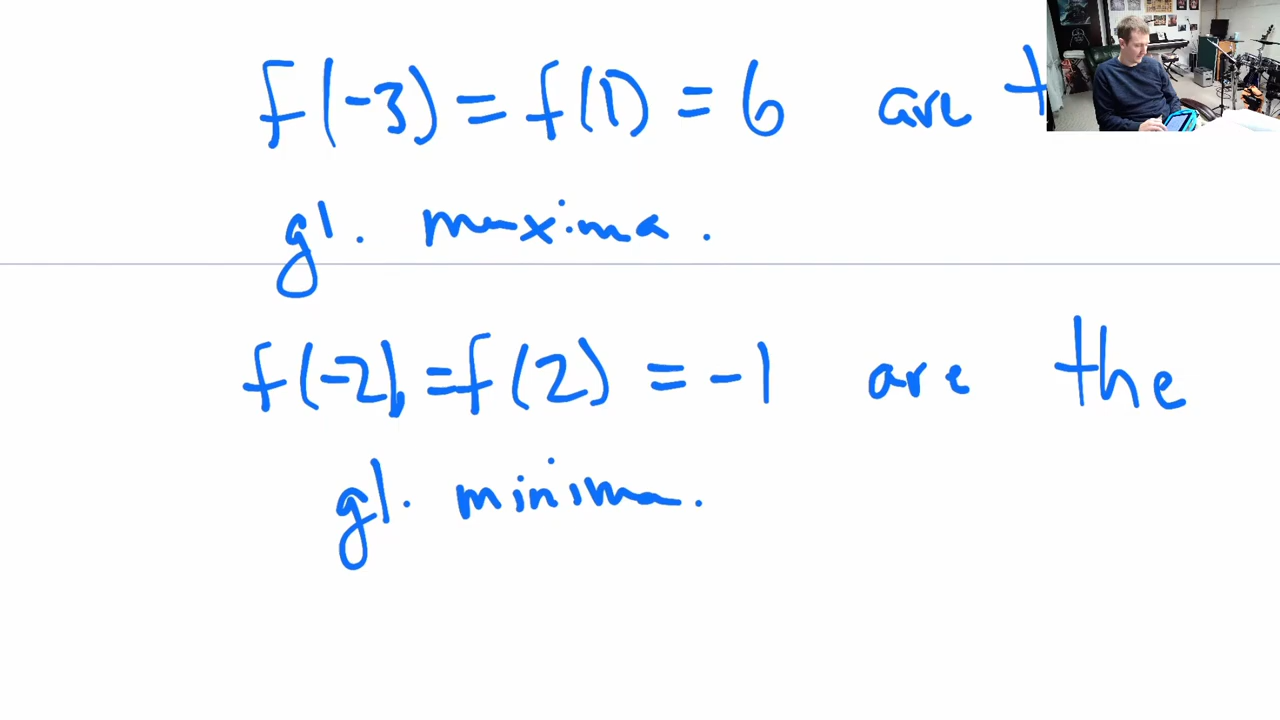 f(-3) = f(1) = 6 are
gl. maxima.
f(-2) = f(2) = -1 are the
gl. minima.